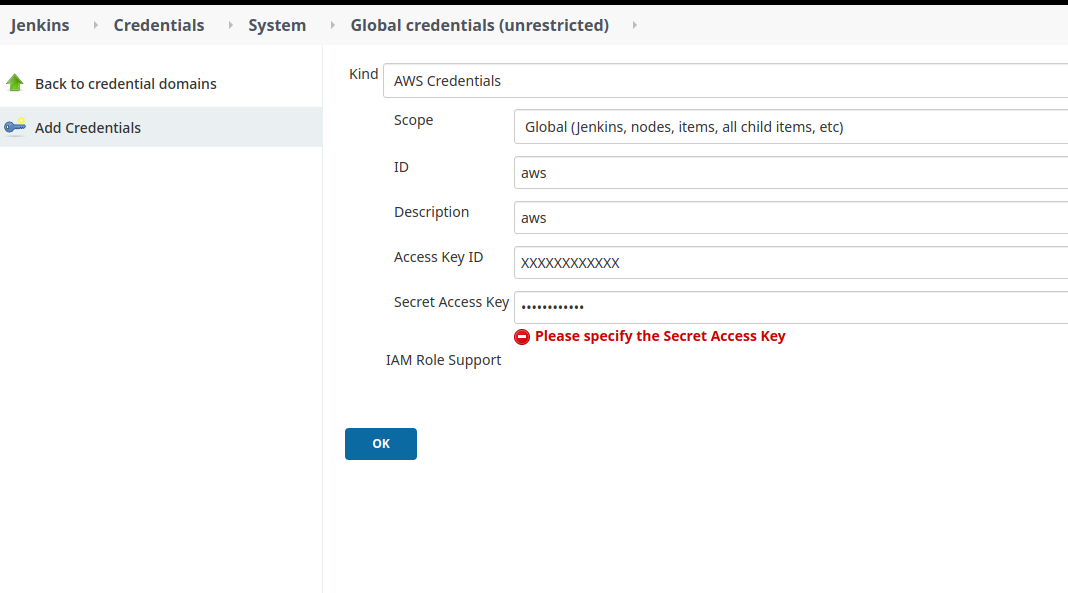 Jenkins Credentials System Global credentials (unrestricted)
Back to credential domains
Add Credentials
Kind AWS Credentials
Scope Global (Jenkins, nodes, items, all child items, etc)
ID aws
Description aws
Access Key ID XXXXXXXXXXXX
Secret Access Key ••••••••••••
Please specify the Secret Access Key
IAM Role Support
OK